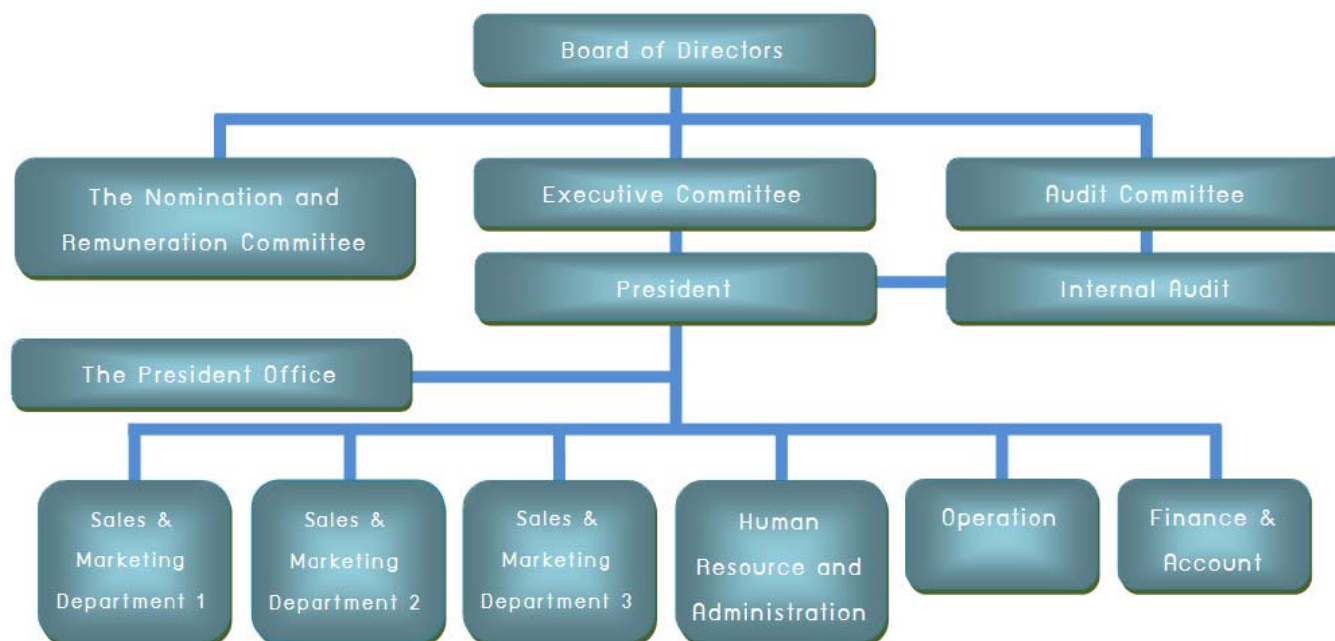 Board of Directors
The Nomination and
Remuneration Committee
Executive Committee
Audit Committee
President
Internal Audit
The President Office
Sales &
Marketing
Department 1
Sales &
Marketing
Department 2
Sales &
Marketing
Department 3
Human
Resource and
Administration
Operation
Finance &
Account